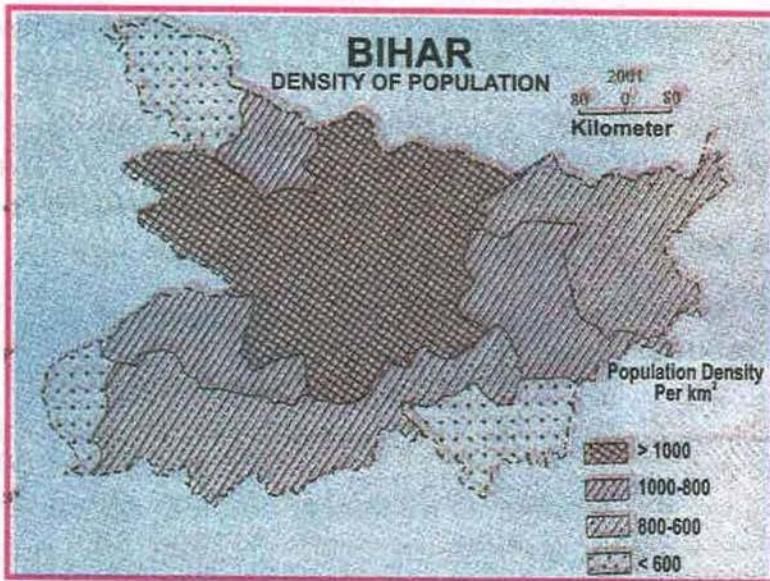 BIHAR
DENSITY OF POPULATION
2001
80 0 80
Kilometer
Population Density
Per km²
> 1000
1000-800
800-600
< 600